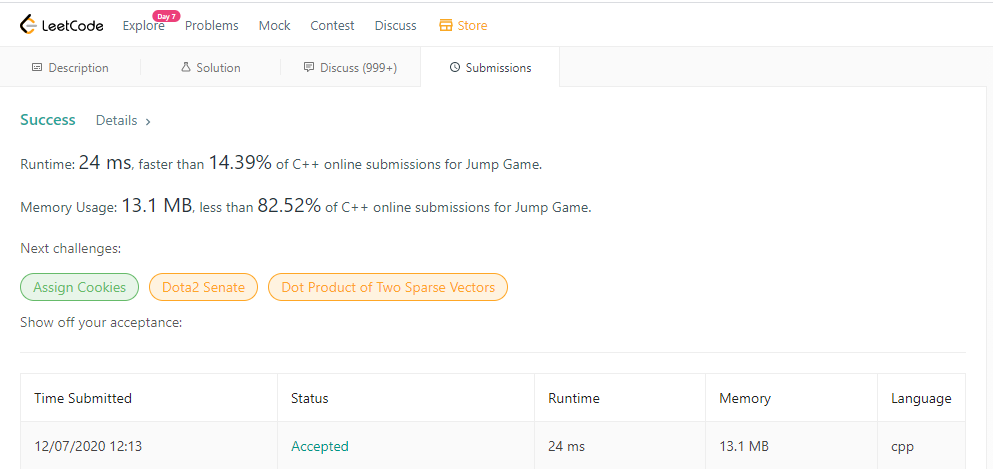 LeetCode Explore Day 7 Problems Mock Contest Discuss Store
Description Solution Discuss (999+) Submissions
Success Details >
Runtime: 24 ms, faster than 14.39% of C++ online submissions for Jump Game.
Memory Usage: 13.1 MB, less than 82.52% of C++ online submissions for Jump Game.
Next challenges:
Assign Cookies Dota2 Senate Dot Product of Two Sparse Vectors
Show off your acceptance:
Time Submitted Status Runtime Memory Language
12/07/2020 12:13 Accepted 24 ms 13.1 MB cpp